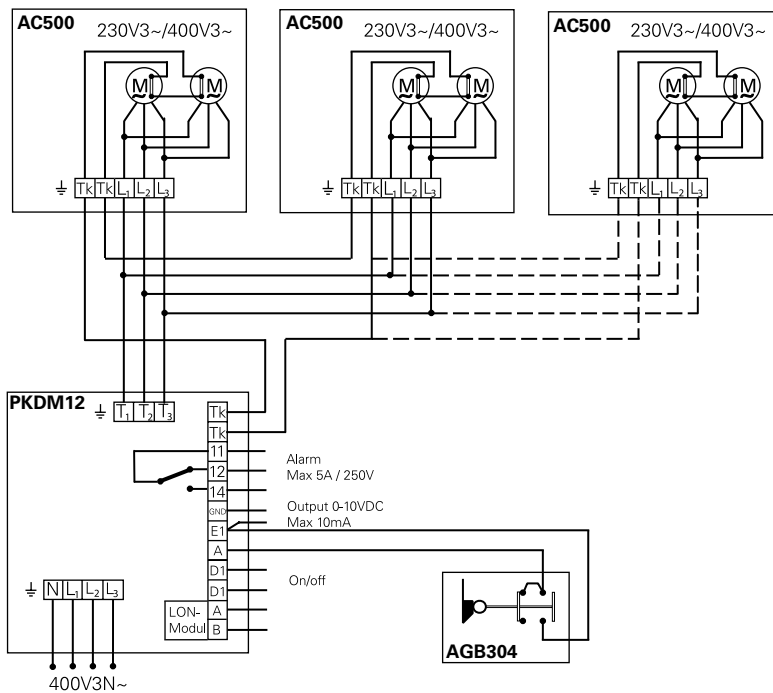 AC500
230V3~/400V3~
M M
Tk Tk L1 L2 L3
AC500
230V3~/400V3~
M M
Tk Tk L1 L2 L3
AC500
230V3~/400V3~
M M
Tk Tk L1 L2 L3
PKDM12
T1 T2 T3
Tk
Tk
11
12
14
GND
E1
A
D1
D1
A
B
Alarm
Max 5A / 250V
Output 0-10VDC
Max 10mA
On/off
N L1 L2 L3
LON-
Modul
400V3N~
AGB304